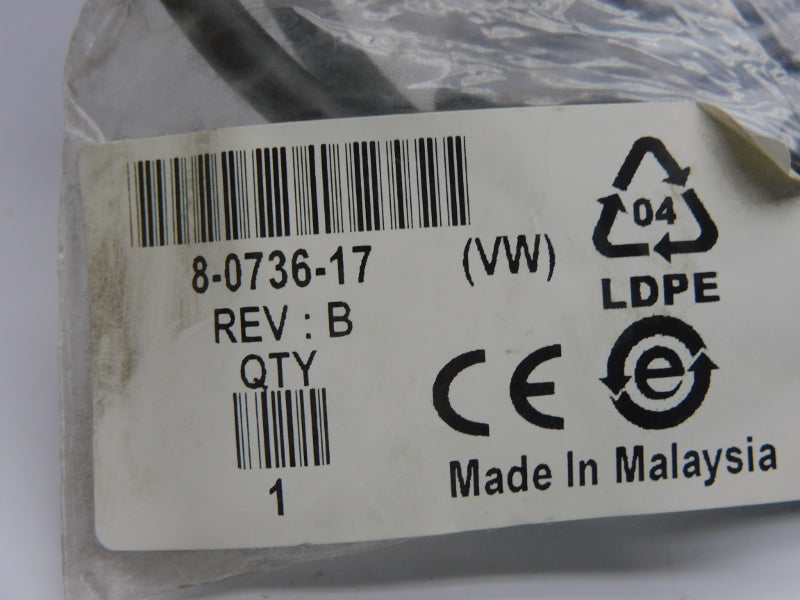 8-0736-17 (VW)
REV : B
QTY
1
04
LDPE
CE e
Made In Malaysia